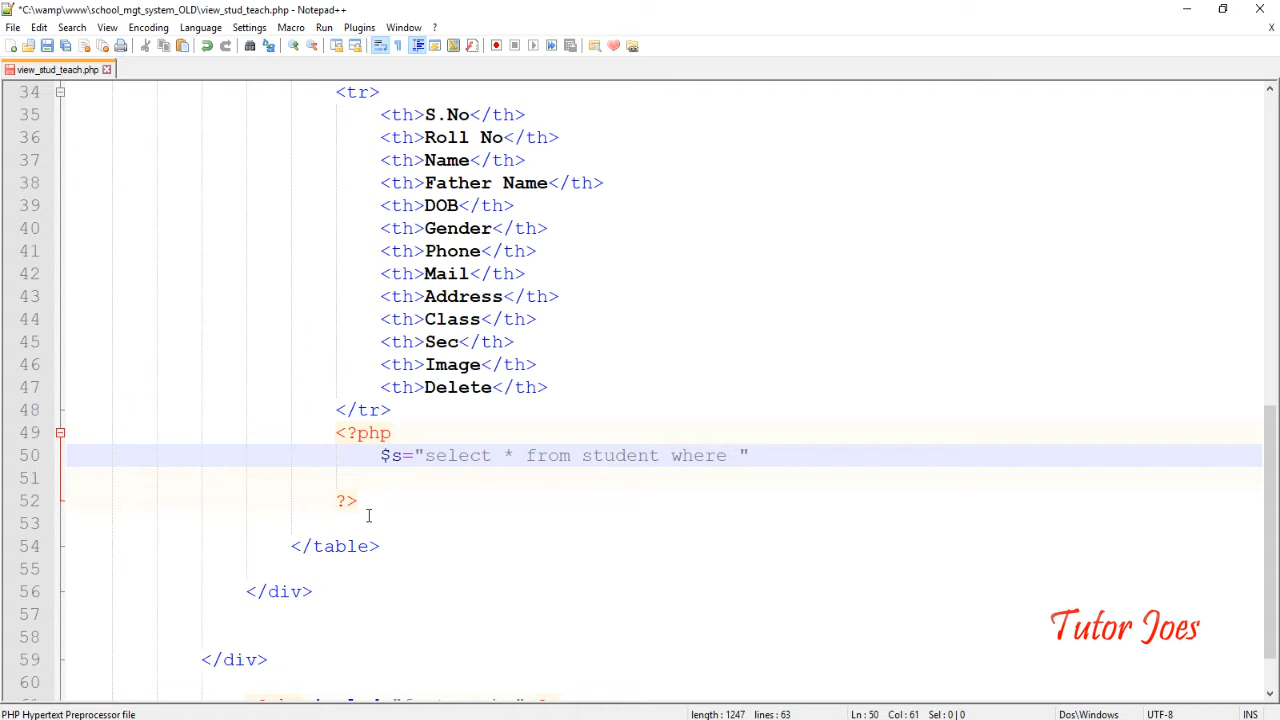 *C:\wamp\www\school_mgt_system_OLD\view_stud_teach.php - Notepad++
File Edit Search View Encoding Language Settings Macro Run Plugins Window ? X
view_stud_teach.php
34 <tr>
35 <th>S.No</th>
36 <th>Roll No</th>
37 <th>Name</th>
38 <th>Father Name</th>
39 <th>DOB</th>
40 <th>Gender</th>
41 <th>Phone</th>
42 <th>Mail</th>
43 <th>Address</th>
44 <th>Class</th>
45 <th>Sec</th>
46 <th>Image</th>
47 <th>Delete</th>
48 </tr>
49 <?php
50 $s="select * from student where "
51
52 ?>
53
54 </table>
55
56 </div>
57
58
59 </div>
60
Tutor Joes
PHP Hypertext Preprocessor file length : 1247 lines : 63 Ln : 50 Col : 61 Sel : 0 | 0 Dos\Windows UTF-8 INS